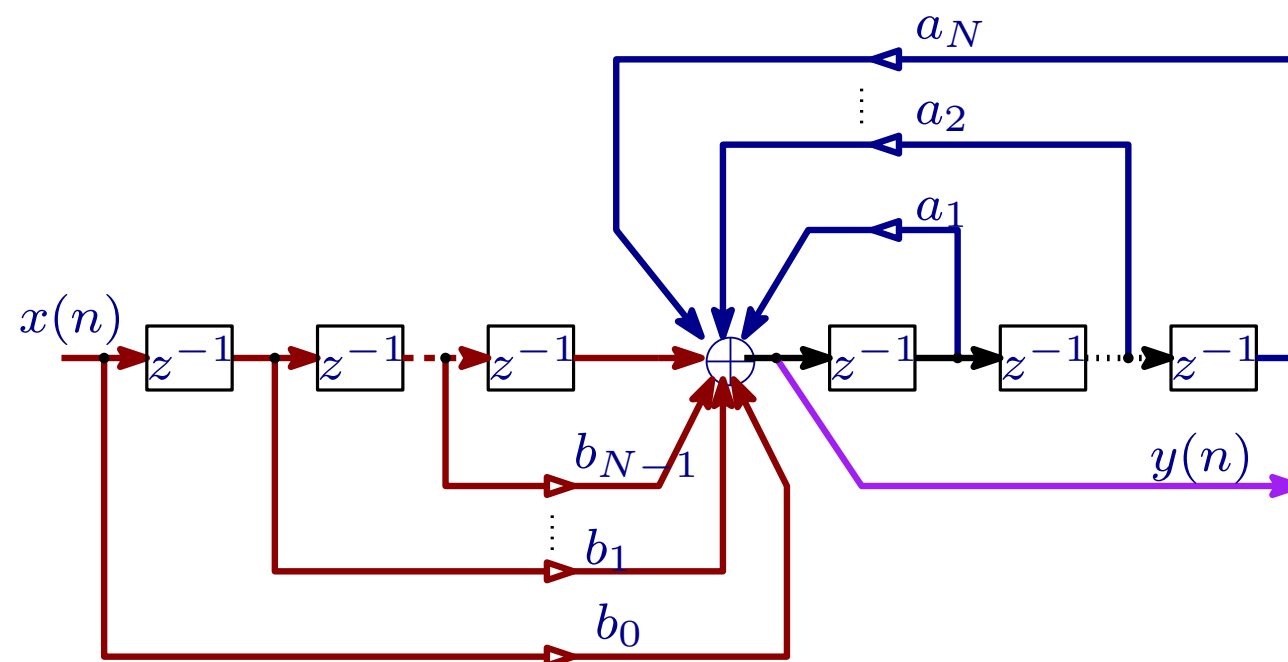 a_N
a_2
a_1
x(n)
z^{-1} z^{-1} z^{-1} z^{-1} z^{-1} z^{-1}
b_{N-1}
y(n)
b_1
b_0